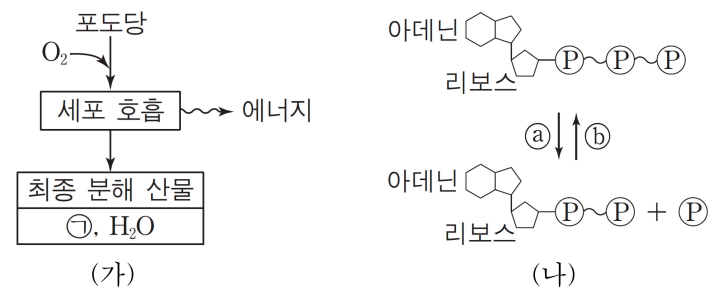 포도당
O₂
세포 호흡
에너지
최종 분해 산물
㉠, H₂O
(가)
아데닌
리보스
P P P
ⓐ ⓑ
아데닌
리보스
P P + P
(나)